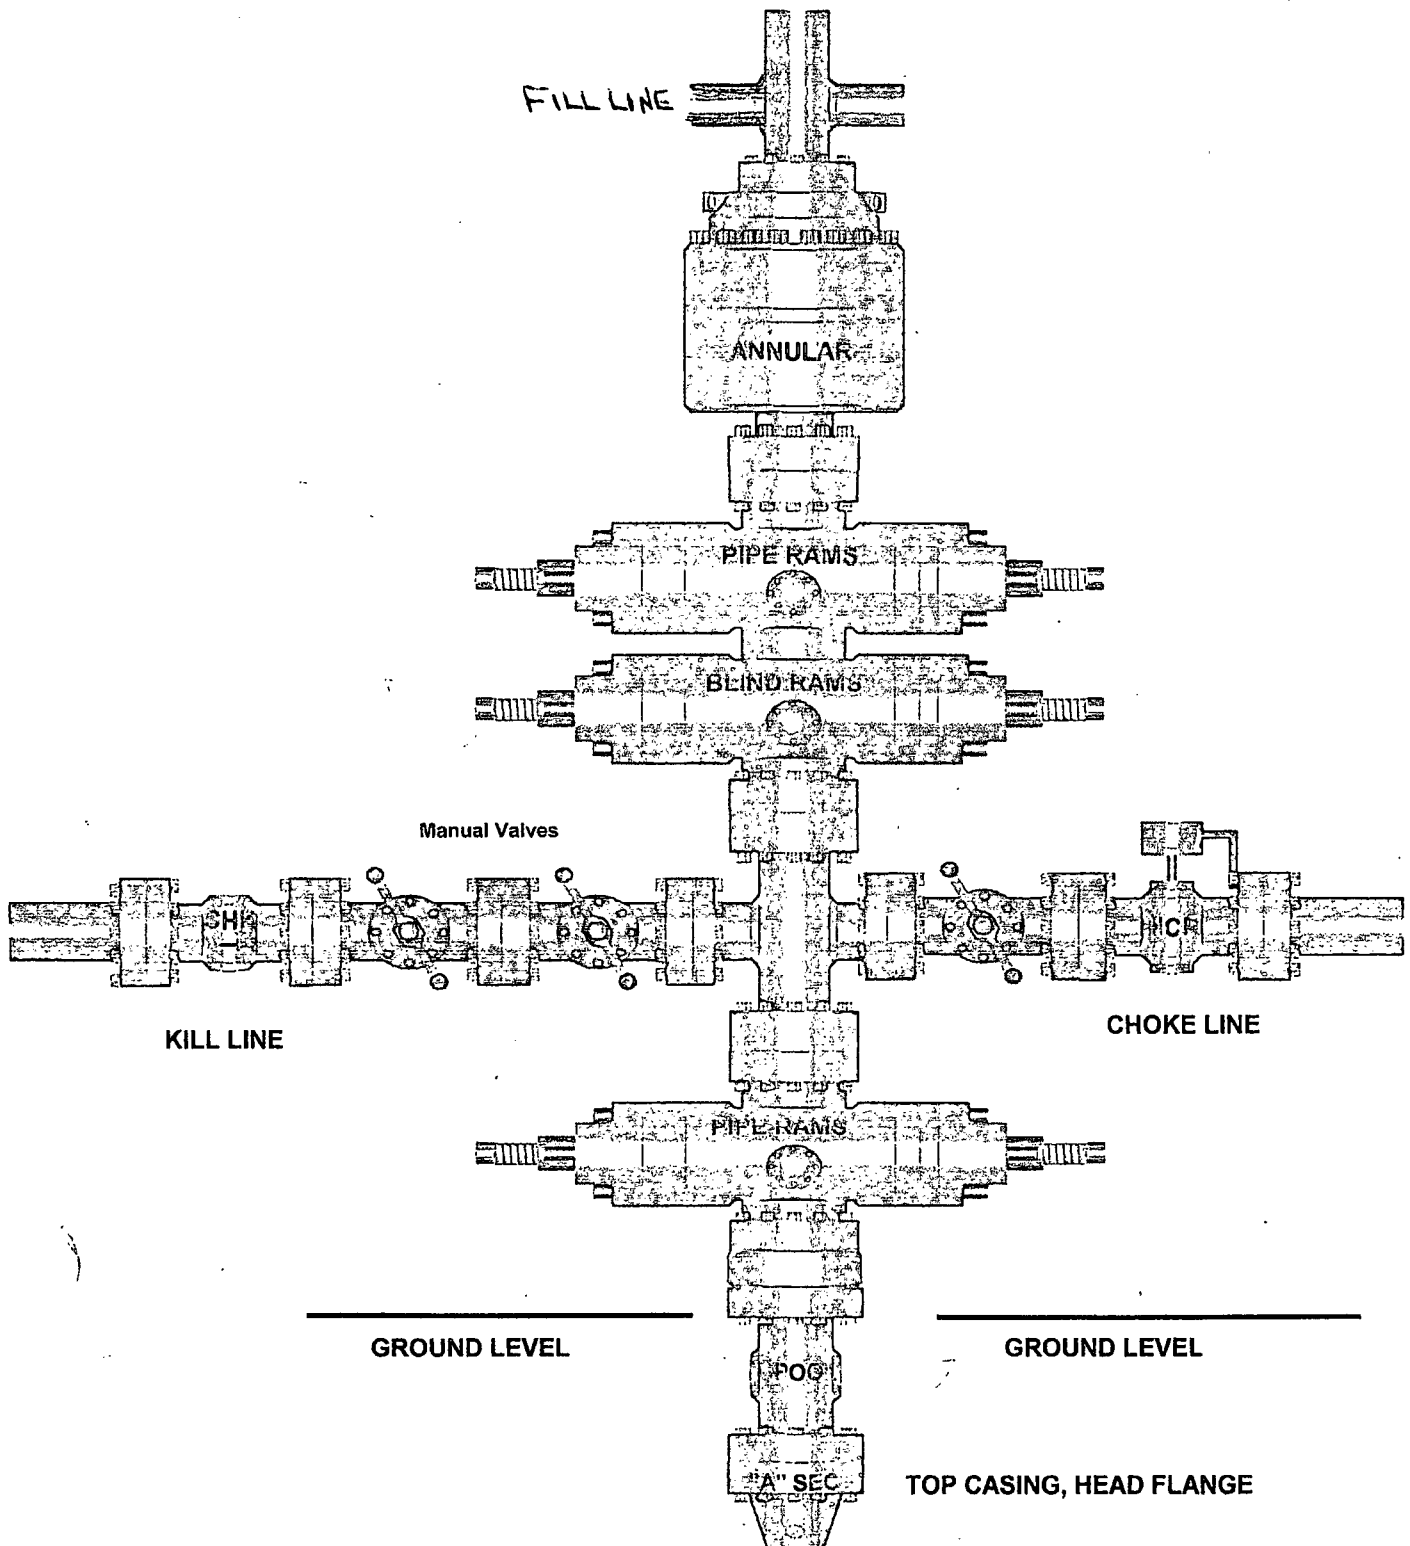 FILL LINE
ANNULAR
PIPE RAMS
BLIND RAMS
Manual Valves
KILL LINE
CHOKE LINE
PIPE RAMS
GROUND LEVEL
GROUND LEVEL
"A" SEC
TOP CASING, HEAD FLANGE